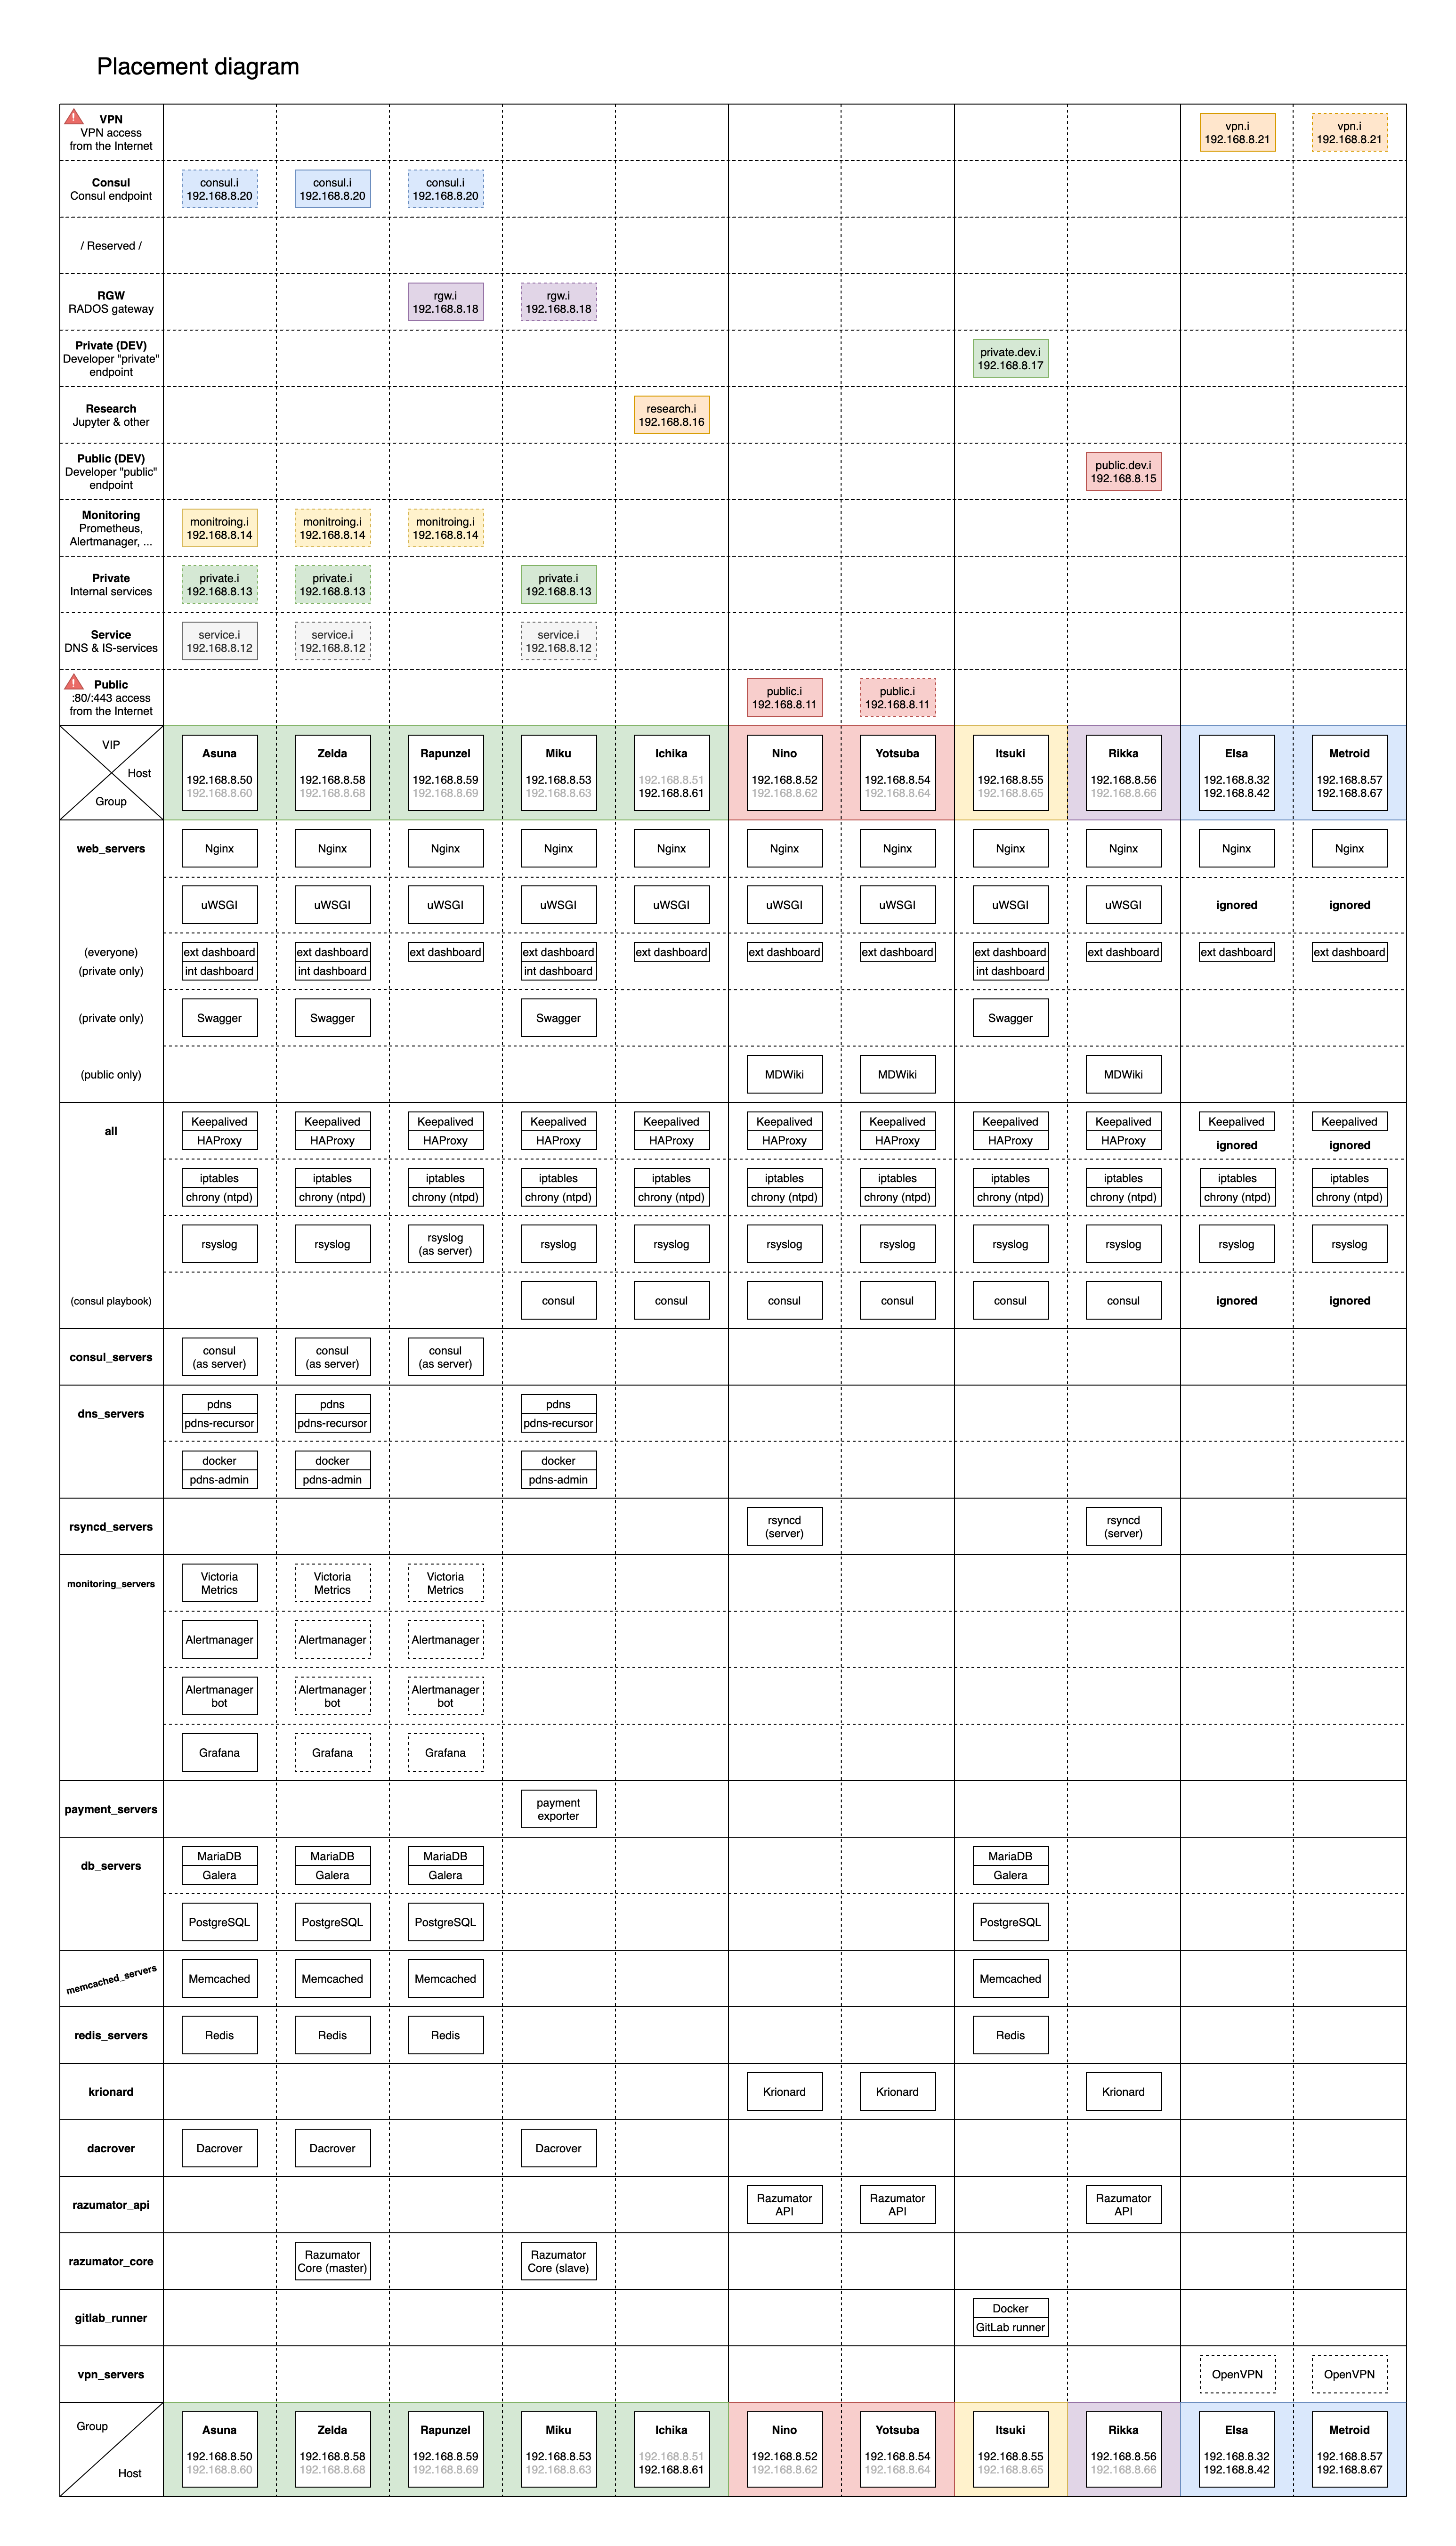 Placement diagram
VPN
VPN access
from the Internet
vpn.i
192.168.8.21
vpn.i
192.168.8.21
Consul
Consul endpoint
consul.i
192.168.8.20
consul.i
192.168.8.20
consul.i
192.168.8.20
/ Reserved /
RGW
RADOS gateway
rgw.i
192.168.8.18
rgw.i
192.168.8.18
Private (DEV)
Developer "private"
endpoint
private.dev.i
192.168.8.17
Research
Jupyter & other
research.i
192.168.8.16
Public (DEV)
Developer "public"
endpoint
public.dev.i
192.168.8.15
Monitoring
Prometheus,
Alertmanager, ...
monitroing.i
192.168.8.14
monitroing.i
192.168.8.14
monitroing.i
192.168.8.14
Private
Internal services
private.i
192.168.8.13
private.i
192.168.8.13
private.i
192.168.8.13
Service
DNS & IS-services
service.i
192.168.8.12
service.i
192.168.8.12
service.i
192.168.8.12
Public
:80/:443 access
from the Internet
public.i
192.168.8.11
public.i
192.168.8.11
VIP
Host
Group
Asuna
192.168.8.50
192.168.8.60
Zelda
192.168.8.58
192.168.8.68
Rapunzel
192.168.8.59
192.168.8.69
Miku
192.168.8.53
192.168.8.63
Ichika
192.168.8.51
192.168.8.61
Nino
192.168.8.52
192.168.8.62
Yotsuba
192.168.8.54
192.168.8.64
Itsuki
192.168.8.55
192.168.8.65
Rikka
192.168.8.56
192.168.8.66
Elsa
192.168.8.32
192.168.8.42
Metroid
192.168.8.57
192.168.8.67
web_servers
Nginx Nginx Nginx Nginx Nginx Nginx Nginx Nginx Nginx Nginx Nginx
uWSGI uWSGI uWSGI uWSGI uWSGI uWSGI uWSGI uWSGI uWSGI ignored ignored
(everyone) ext dashboard ext dashboard ext dashboard ext dashboard ext dashboard ext dashboard ext dashboard ext dashboard ext dashboard ext dashboard ext dashboard
(private only) int dashboard int dashboard int dashboard int dashboard
(private only) Swagger Swagger Swagger Swagger
(public only) MDWiki MDWiki MDWiki
all
Keepalived Keepalived Keepalived Keepalived Keepalived Keepalived Keepalived Keepalived Keepalived Keepalived Keepalived
HAProxy HAProxy HAProxy HAProxy HAProxy HAProxy HAProxy HAProxy HAProxy ignored ignored
iptables iptables iptables iptables iptables iptables iptables iptables iptables iptables iptables
chrony (ntpd) chrony (ntpd) chrony (ntpd) chrony (ntpd) chrony (ntpd) chrony (ntpd) chrony (ntpd) chrony (ntpd) chrony (ntpd) chrony (ntpd) chrony (ntpd)
rsyslog
rsyslog
rsyslog
(as server)
rsyslog
rsyslog
rsyslog
rsyslog
rsyslog
rsyslog
rsyslog
rsyslog
(consul playbook) consul consul consul consul consul consul ignored ignored
consul_servers
consul
(as server)
consul
(as server)
consul
(as server)
dns_servers
pdns pdns pdns
pdns-recursor pdns-recursor pdns-recursor
docker docker docker
pdns-admin pdns-admin pdns-admin
rsyncd_servers
rsyncd
(server)
rsyncd
(server)
monitoring_servers
Victoria
Metrics
Victoria
Metrics
Victoria
Metrics
Alertmanager Alertmanager Alertmanager
Alertmanager
bot
Alertmanager
bot
Alertmanager
bot
Grafana Grafana Grafana
payment_servers
payment
exporter
db_servers
MariaDB MariaDB MariaDB MariaDB
Galera Galera Galera Galera
PostgreSQL PostgreSQL PostgreSQL PostgreSQL
memcached_servers Memcached Memcached Memcached Memcached
redis_servers Redis Redis Redis Redis
krionard Krionard Krionard Krionard
dacrover Dacrover Dacrover Dacrover
razumator_api
Razumator
API
Razumator
API
Razumator
API
razumator_core
Razumator
Core (master)
Razumator
Core (slave)
gitlab_runner
Docker
GitLab runner
vpn_servers OpenVPN OpenVPN
Group
Host
Asuna
192.168.8.50
192.168.8.60
Zelda
192.168.8.58
192.168.8.68
Rapunzel
192.168.8.59
192.168.8.69
Miku
192.168.8.53
192.168.8.63
Ichika
192.168.8.51
192.168.8.61
Nino
192.168.8.52
192.168.8.62
Yotsuba
192.168.8.54
192.168.8.64
Itsuki
192.168.8.55
192.168.8.65
Rikka
192.168.8.56
192.168.8.66
Elsa
192.168.8.32
192.168.8.42
Metroid
192.168.8.57
192.168.8.67